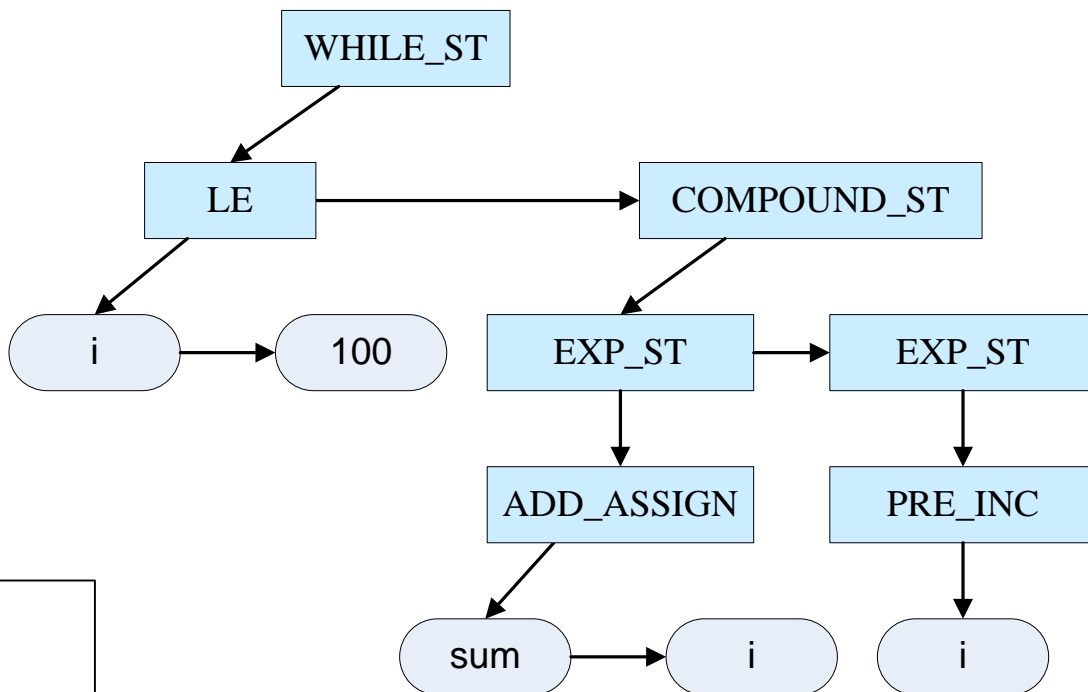 WHILE_ST
LE
COMPOUND_ST
i
100
EXP_ST
EXP_ST
ADD_ASSIGN
PRE_INC
sum
i
i